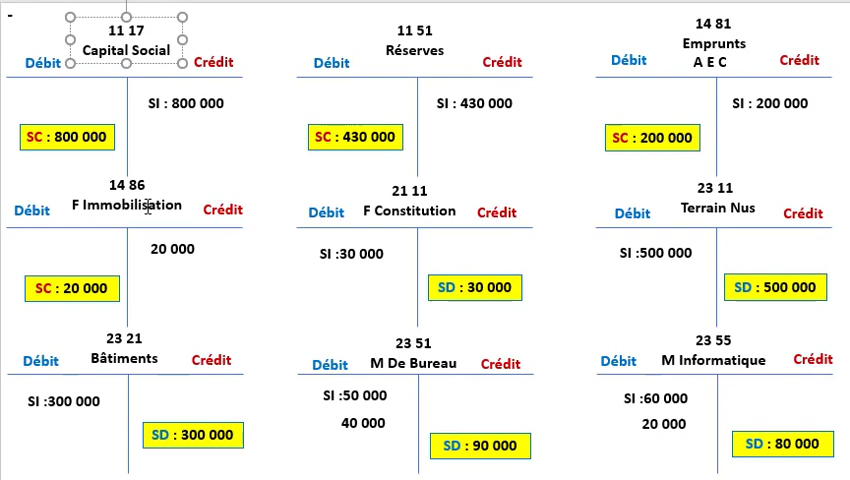 -
11 17
Capital Social
Débit
Crédit
SI : 800 000
SC : 800 000
11 51
Réserves
Débit
Crédit
SI : 430 000
SC : 430 000
14 81
Emprunts
A E C
Débit
Crédit
SI : 200 000
SC : 200 000
14 86
F Immobilisation
Débit
Crédit
20 000
SC : 20 000
21 11
F Constitution
Débit
Crédit
SI :30 000
SD : 30 000
23 11
Terrain Nus
Débit
Crédit
SI :500 000
SD : 500 000
23 21
Bâtiments
Débit
Crédit
SI :300 000
SD : 300 000
23 51
M De Bureau
Débit
Crédit
SI :50 000
40 000
SD : 90 000
23 55
M Informatique
Débit
Crédit
SI :60 000
20 000
SD : 80 000